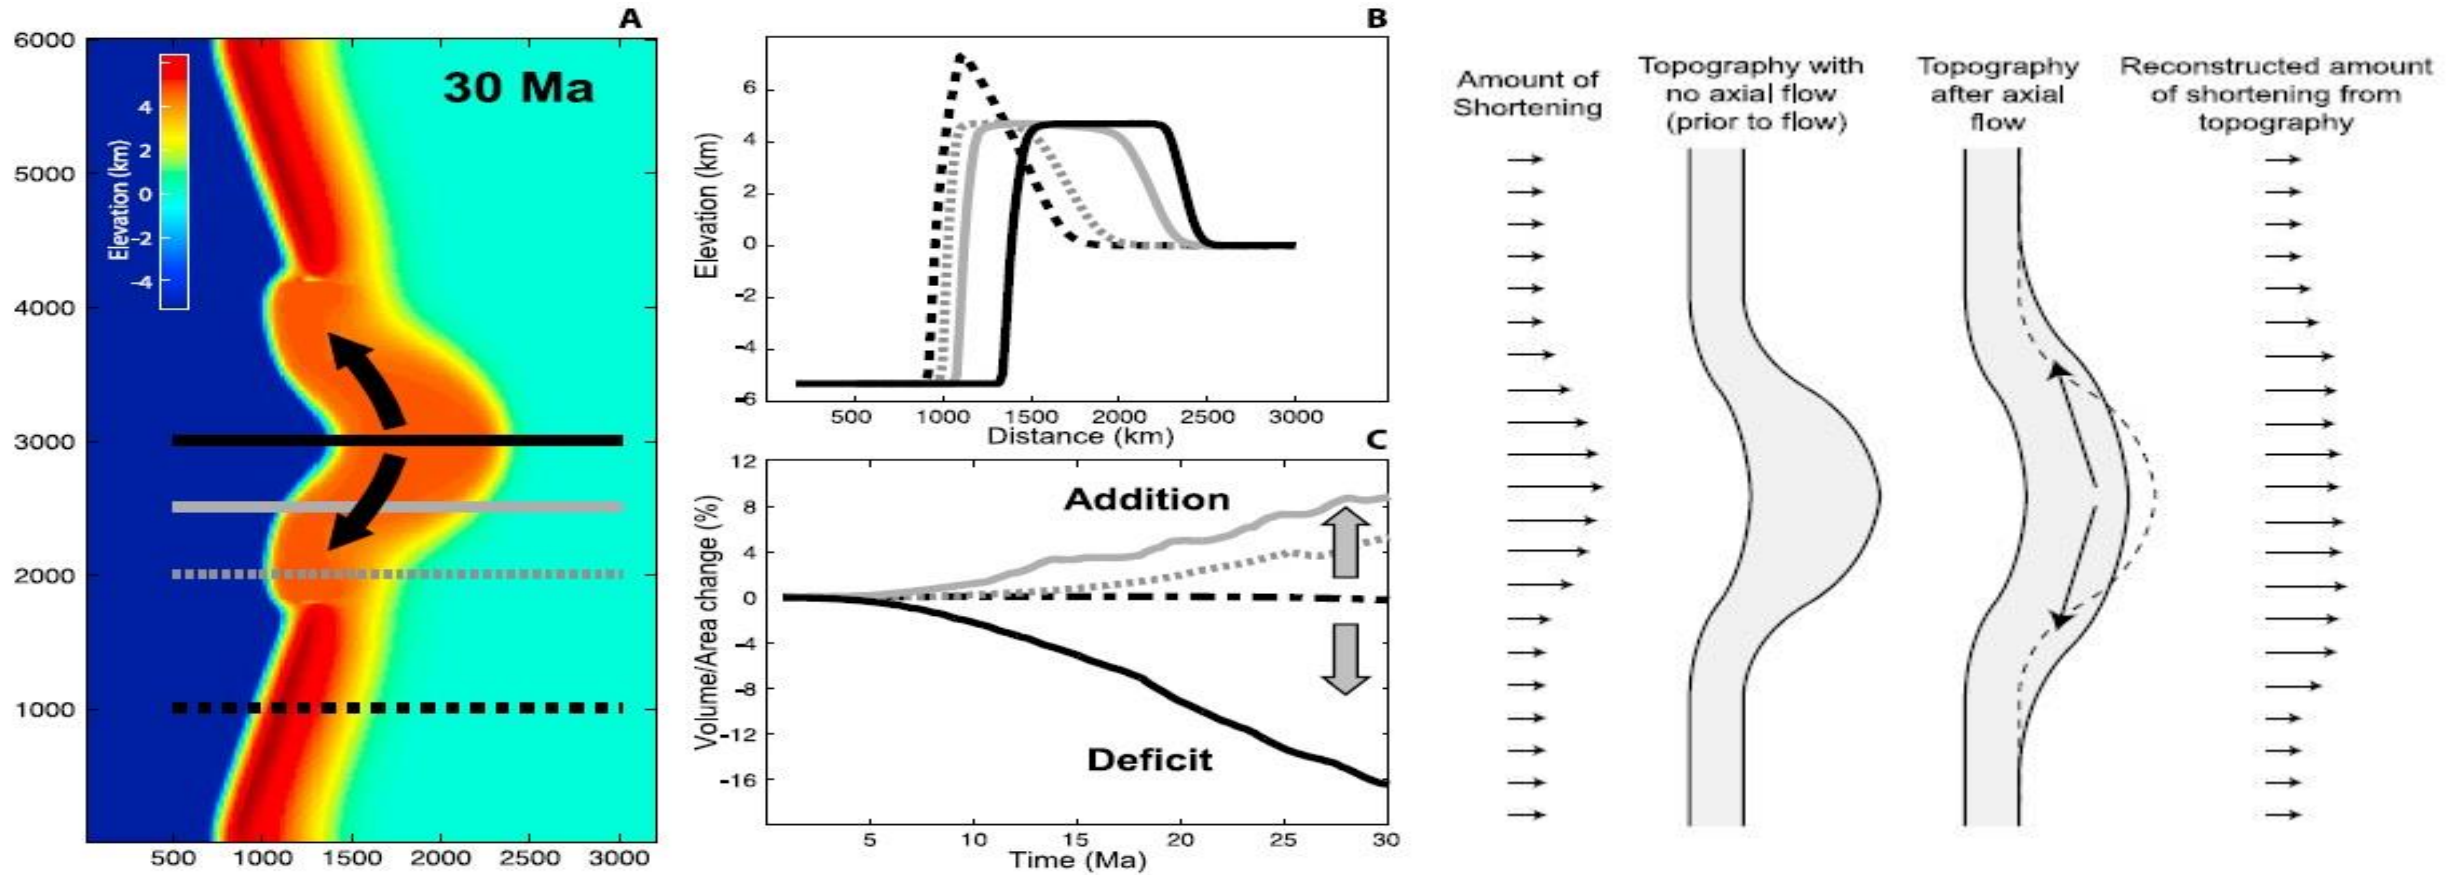 A
6000
5000
4000
3000
2000
1000
500 1000 1500 2000 2500 3000
30 Ma
Elevation (km)
4
2
0
-2
-4
B
Elevation (km)
6
4
2
0
-2
-4
-6
500 1000 1500 2000 2500 3000
Distance (km)
C
Volume/Area change (%)
12
8
4
0
-4
-8
-12
-16
Addition
Deficit
5 10 15 20 25 30
Time (Ma)
Amount of
Shortening
Topography with
no axial flow
(prior to flow)
Topography
after axial
flow
Reconstructed amount
of shortening from
topography